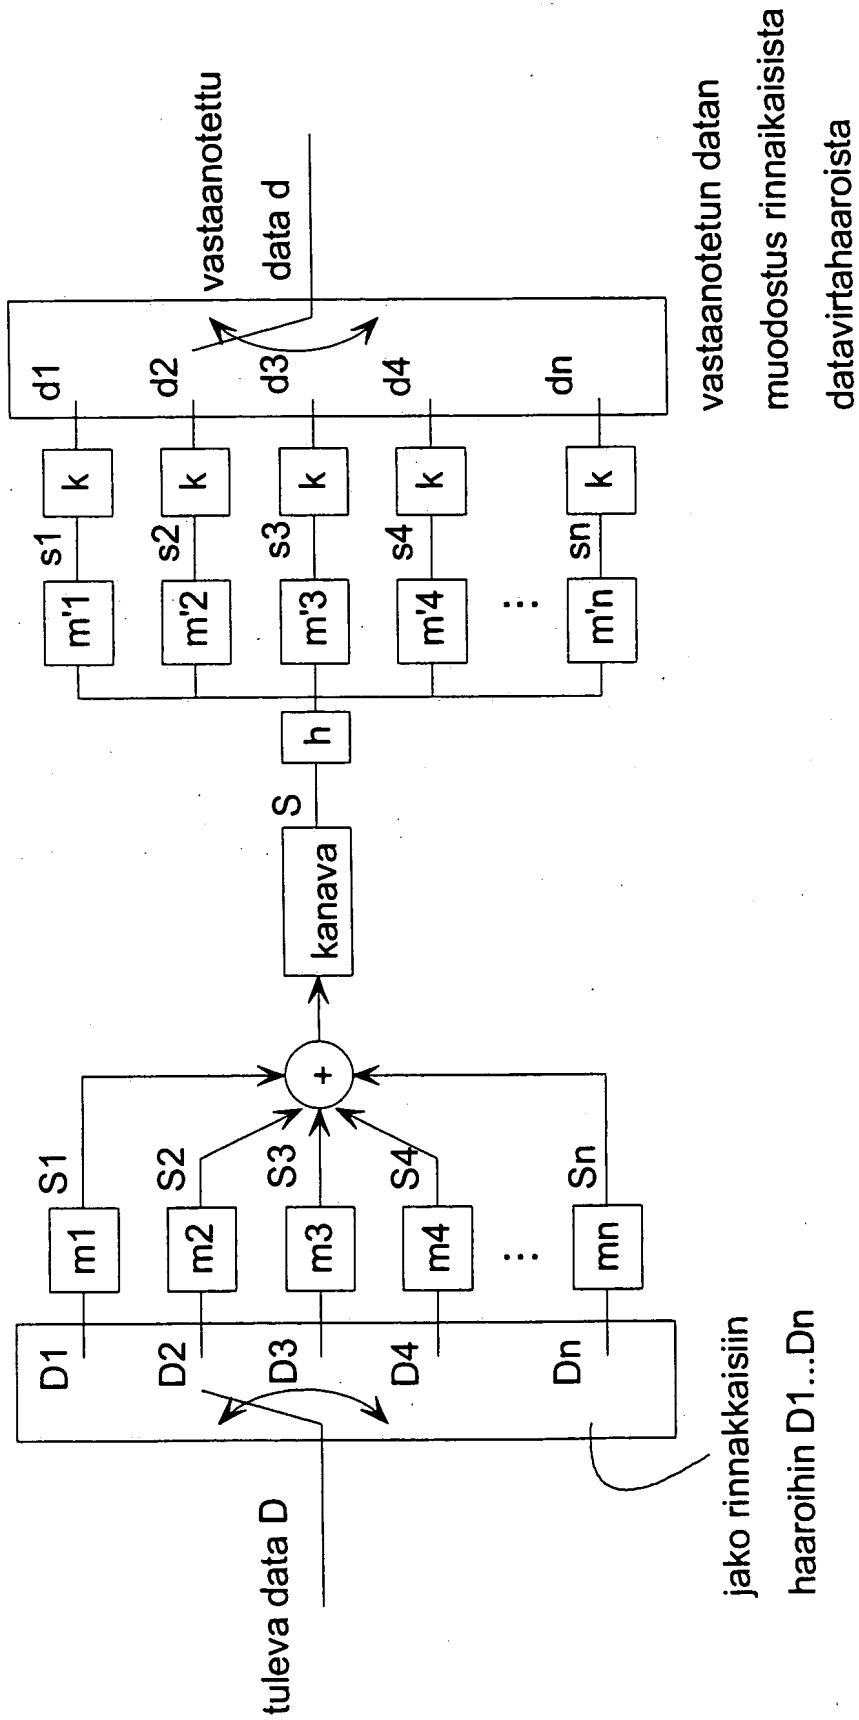 tuleva data D
D1
D2
D3
D4
Dn
m1
m2
m3
m4
...
mn
S1
S2
S3
S4
Sn
+
kanava
S
h
m'1
m'2
m'3
m'4
...
m'n
s1
s2
s3
s4
sn
k
k
k
k
k
d1
d2
d3
d4
dn
vastaanotettu
data d
jako rinnakkaisiin
haaroihin D1...Dn
vastaanotetun datan
muodostus rinnaikaisista
datavirtahaaroista